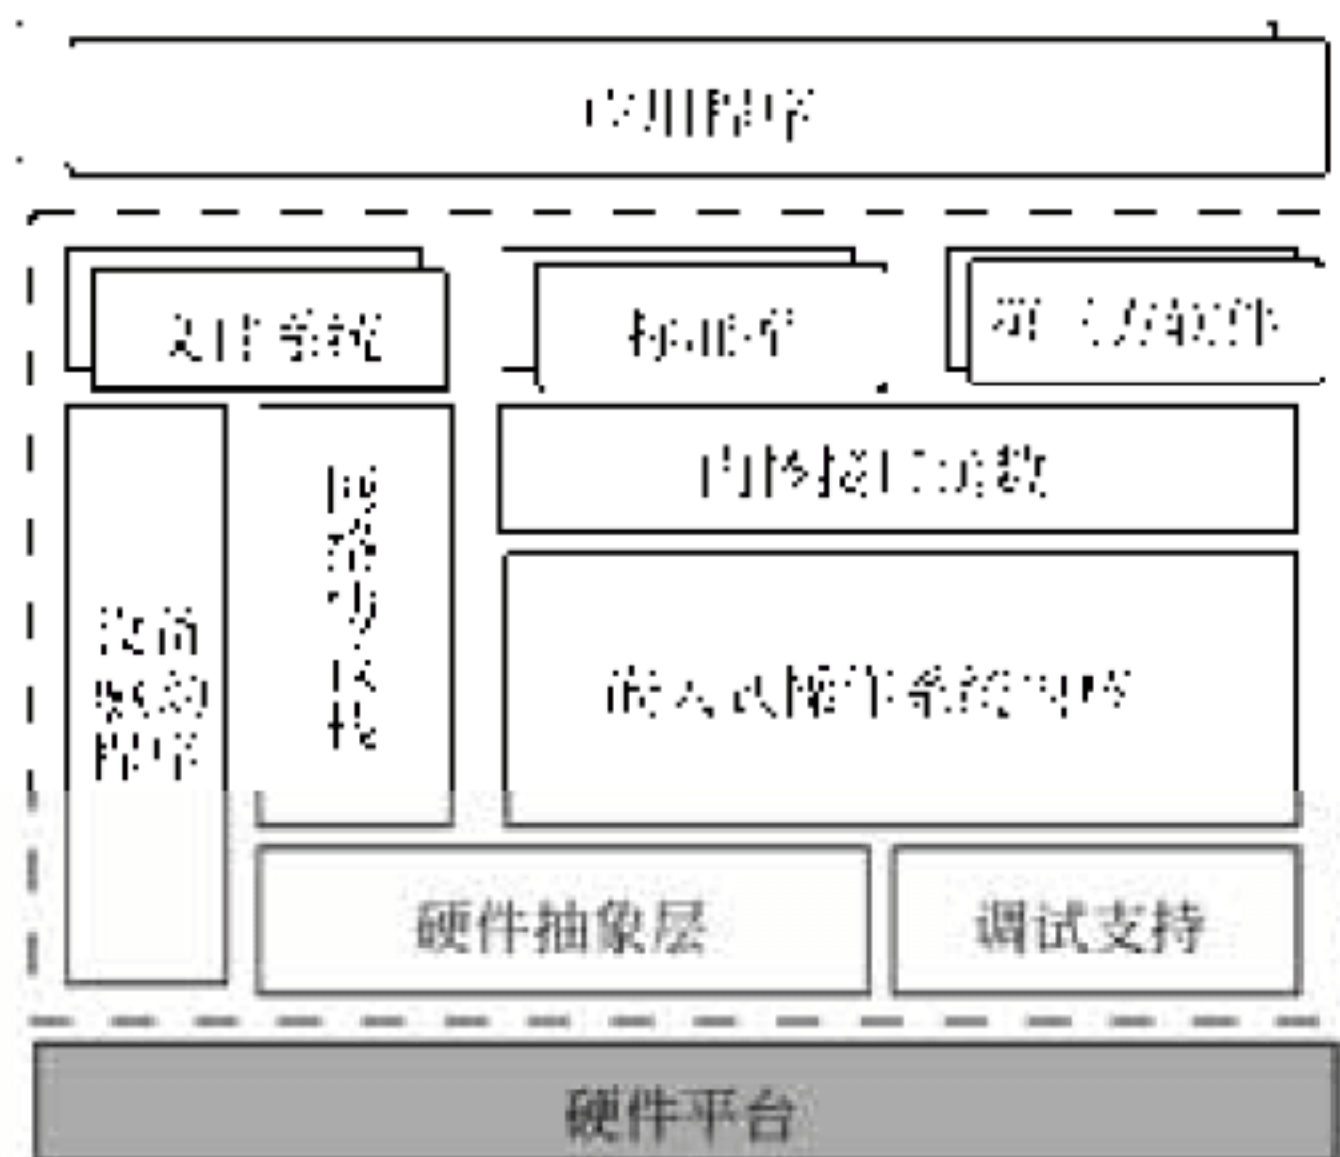 应用程序
文件系统
标准库
第三方软件
内核接口函数
网
络
协
议
栈
设备
驱动
程序
嵌入式操作系统内核
硬件抽象层
调试支持
硬件平台